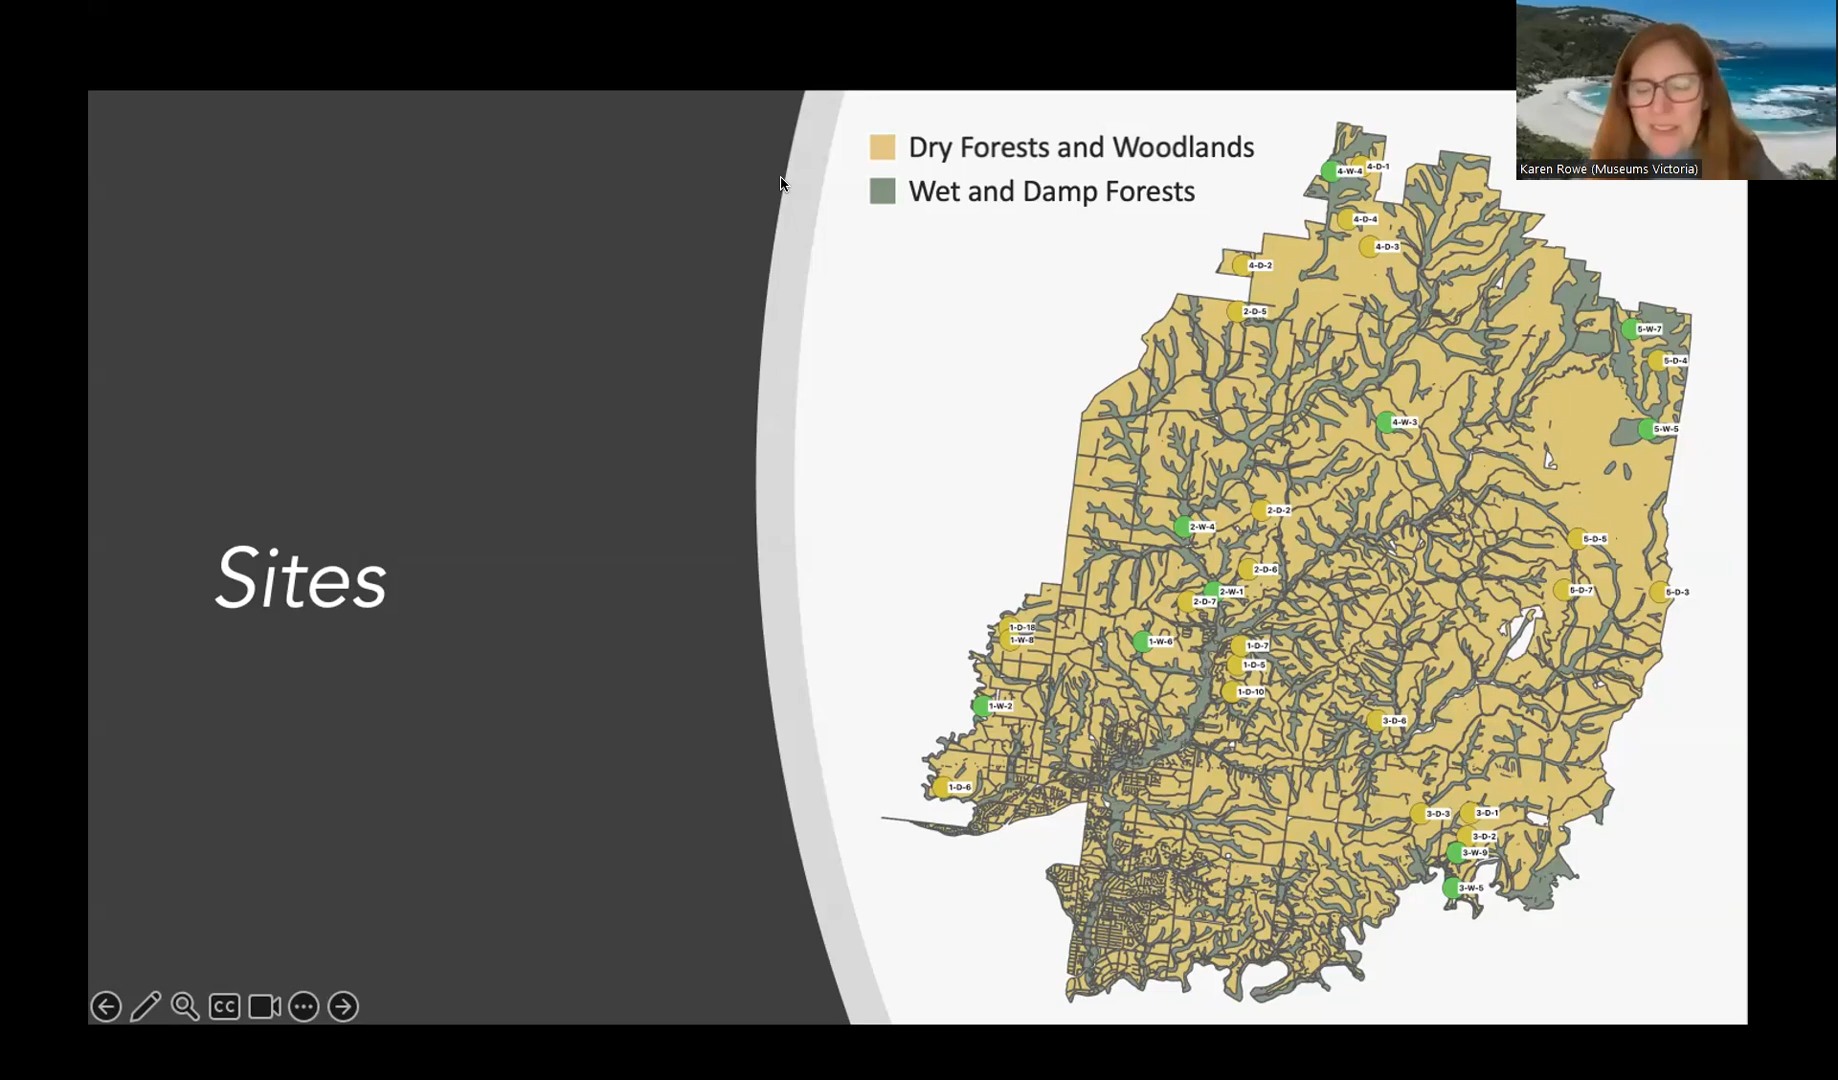 Karen Rowe (Museums Victoria)
Dry Forests and Woodlands
Wet and Damp Forests
Sites
4-D-1
4-W-4
4-D-4
4-D-3
4-D-2
2-D-5
5-W-7
5-D-4
4-W-3
5-W-5
2-D-2
2-W-4
5-D-5
2-D-6
5-D-7
2-W-1
5-D-3
2-D-7
1-D-18
1-W-8
1-W-6
1-D-7
1-D-5
1-D-10
1-W-2
3-D-6
1-D-6
3-D-3
3-D-1
3-D-2
3-W-9
3-W-5
CC